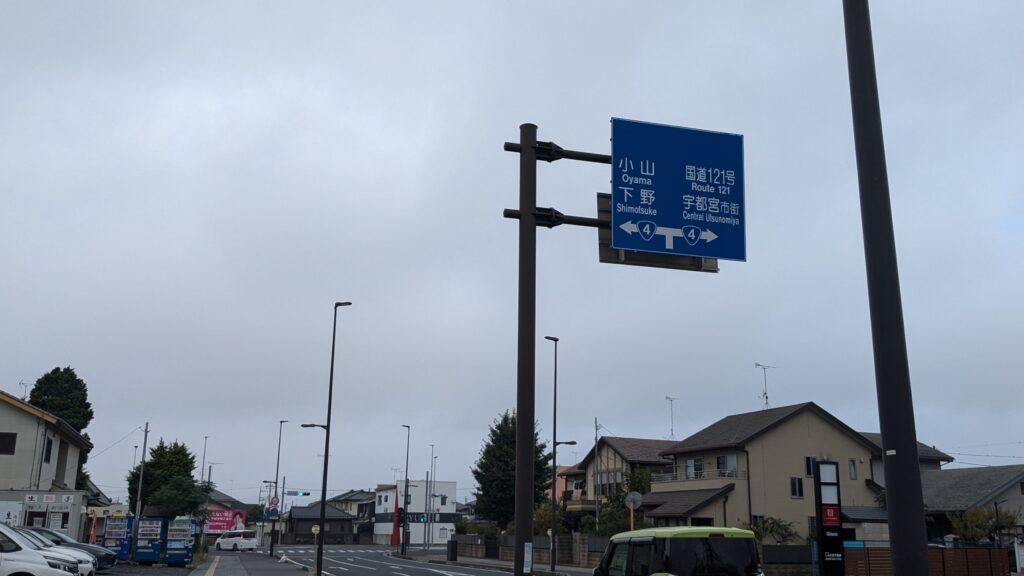 小山
Oyama
下野
Shimotsuke
4
国道121号
Route 121
宇都宮市街
Central Utsunomiya
4